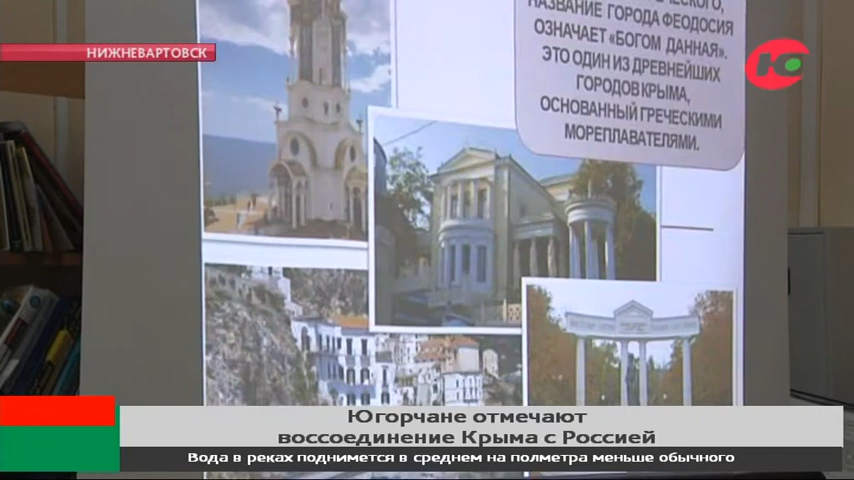 НИЖНЕВАРТОВСК
НАЗВАНИЕ ГОРОДА ФЕОДОСИЯ
ОЗНАЧАЕТ «БОГОМ ДАННАЯ».
ЭТО ОДИН ИЗ ДРЕВНЕЙШИХ
ГОРОДОВ КРЫМА,
ОСНОВАННЫЙ ГРЕЧЕСКИМИ
МОРЕПЛАВАТЕЛЯМИ.
Ю
Югорчане отмечают
воссоединение Крыма с Россией
Вода в реках поднимется в среднем на полметра меньше обычного